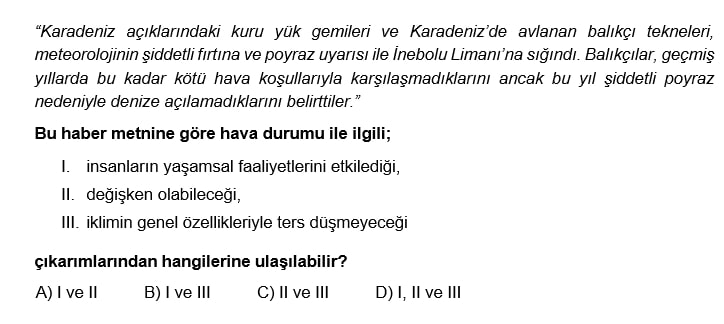 “Karadeniz açıklarındaki kuru yük gemileri ve Karadeniz’de avlanan balıkçı tekneleri,
meteorolojinin şiddetli fırtına ve poyraz uyarısı ile İnebolu Limanı’na sığındı. Balıkçılar, geçmiş
yıllarda bu kadar kötü hava koşullarıyla karşılaşmadıklarını ancak bu yıl şiddetli poyraz
nedeniyle denize açılamadıklarını belirttiler.”
Bu haber metnine göre hava durumu ile ilgili;
I. insanların yaşamsal faaliyetlerini etkilediği,
II. değişken olabileceği,
III. iklimin genel özellikleriyle ters düşmeyeceği
çıkarımlarından hangilerine ulaşılabilir?
A) I ve II B) I ve III C) II ve III D) I, II ve III